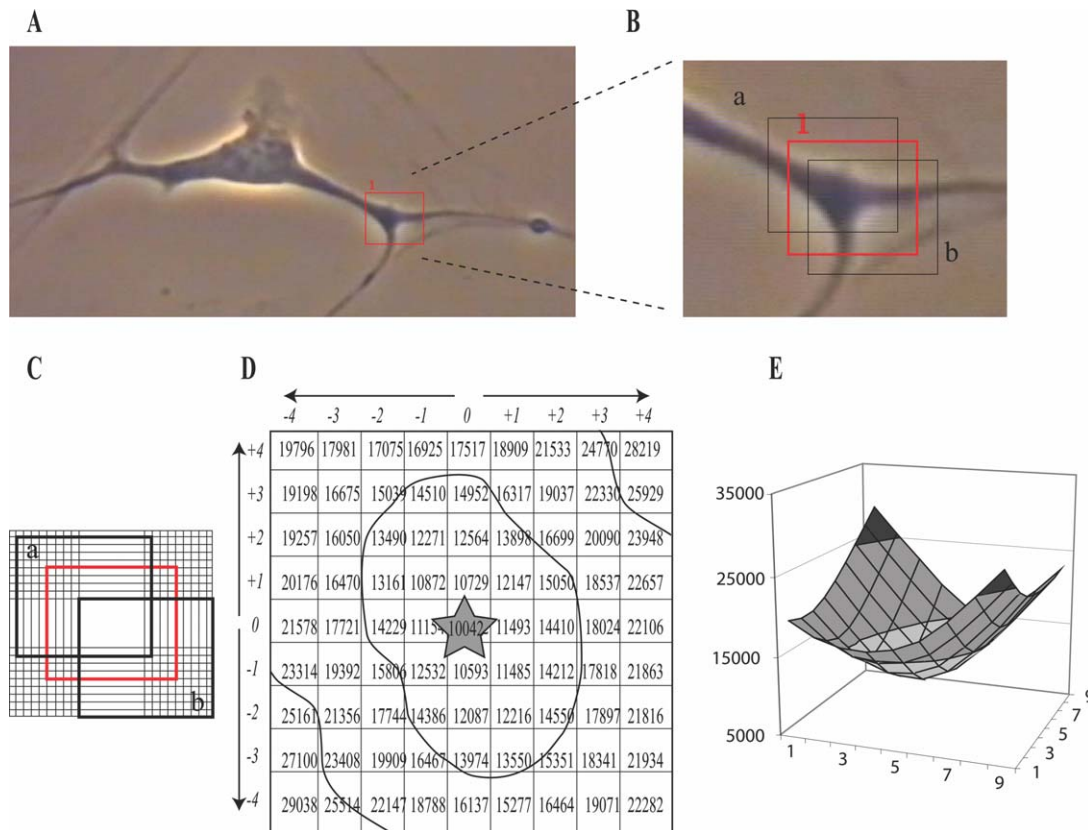 A
B
1
a
1
b
C
D
E
a
b
-4 -3 -2 -1 0 +1 +2 +3 +4
+4 19796 17981 17075 16925 17517 18909 21533 24770 28219
+3 19198 16675 15039 14510 14952 16317 19037 22330 25929
+2 19257 16050 13490 12271 12564 13898 16699 20090 23948
+1 20176 16470 13161 10872 10729 12147 15050 18537 22657
0 21578 17721 14229 11154 10042 11493 14410 18024 22106
-1 23314 19392 15806 12532 10593 11485 14212 17818 21863
-2 25161 21356 17744 14386 12087 12216 14550 17897 21816
-3 27100 23408 19909 16467 13974 13550 15351 18341 21934
-4 29038 25514 22147 18788 16137 15277 16464 19071 22282
35000
25000
15000
5000
1 3 5 7 9
1 3 5 7 9